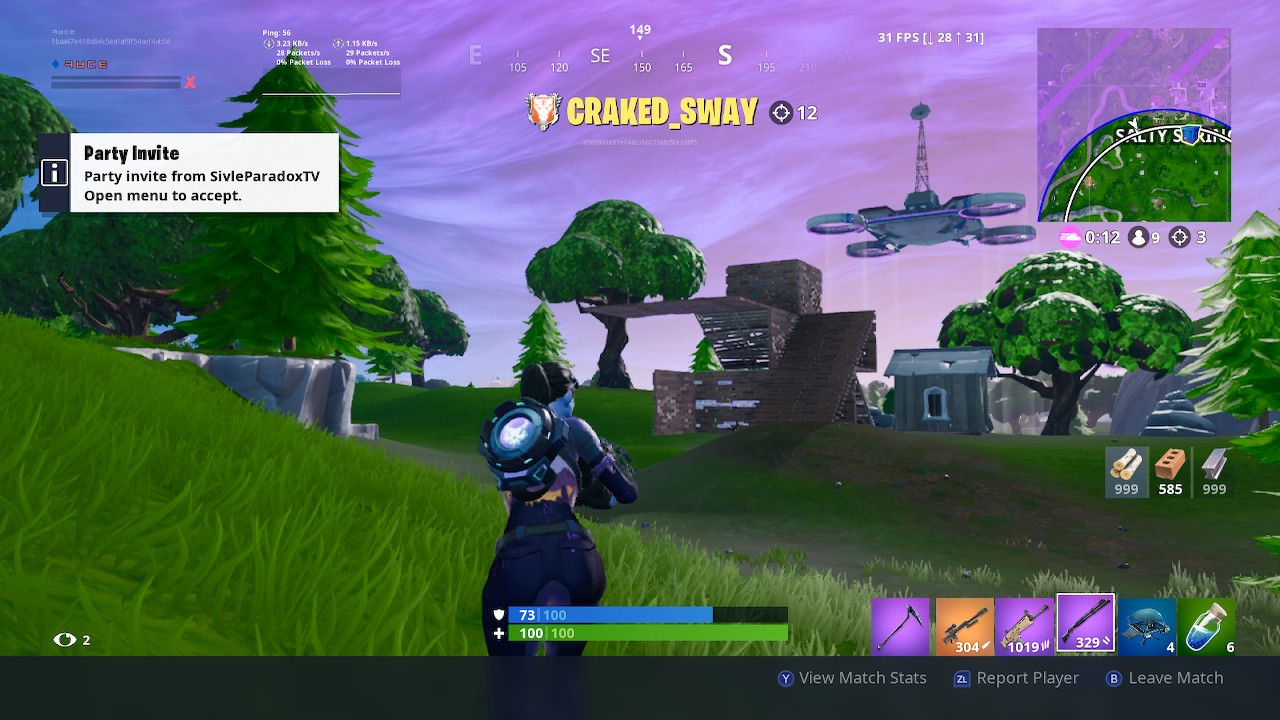 Ping: 56
3.23 KB/s 1.15 KB/s
28 Packets/s 29 Packets/s
0% Packet Loss 0% Packet Loss
149
E SE S
105 120 150 165 195 210
31 FPS [↓ 28 ↑ 31]
CRAKED_SWAY 12
X
Party Invite
Party invite from SivleParadoxTV
Open menu to accept.
0:12 9 3
999 585 999
73 | 100
100 | 100
304 1019 329 4 6
2
Y View Match Stats ZL Report Player B Leave Match